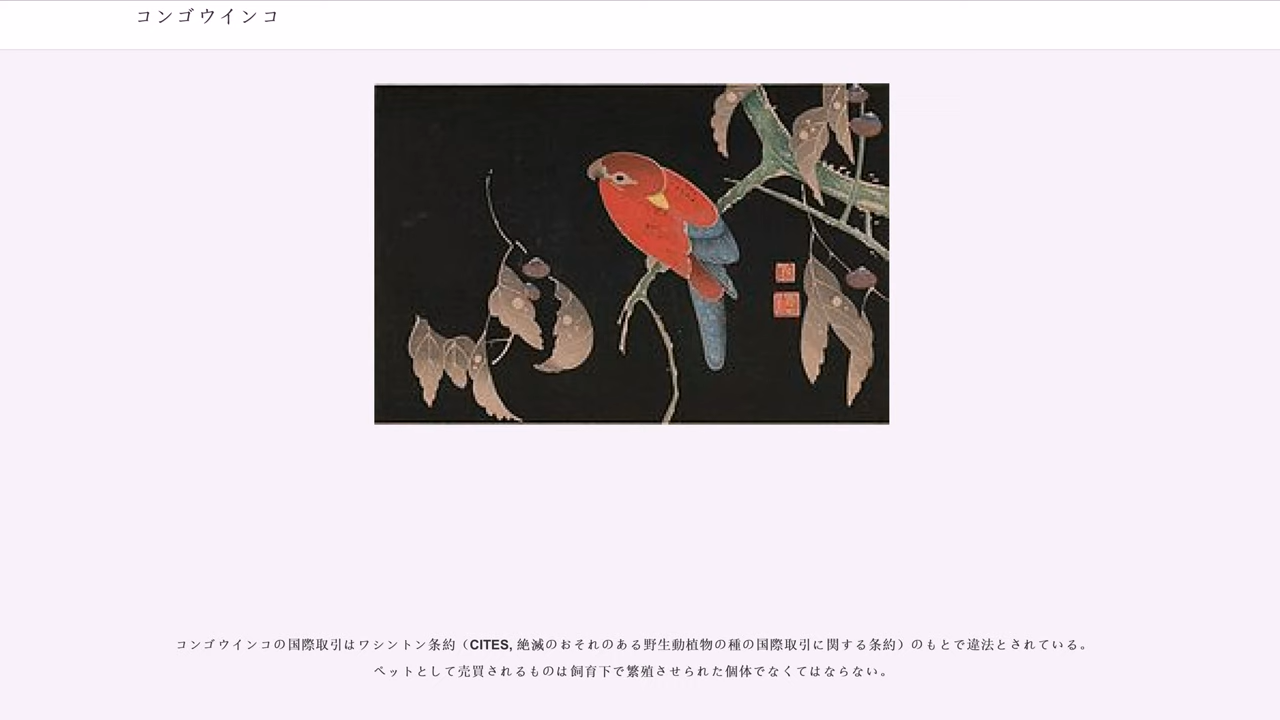 コンゴウインコ
コンゴウインコの国際取引はワシントン条約（CITES, 絶滅のおそれのある野生動植物の種の国際取引に関する条約）のもとで違法とされている。
ペットとして売買されるものは飼育下で繁殖させられた個体でなくてはならない。